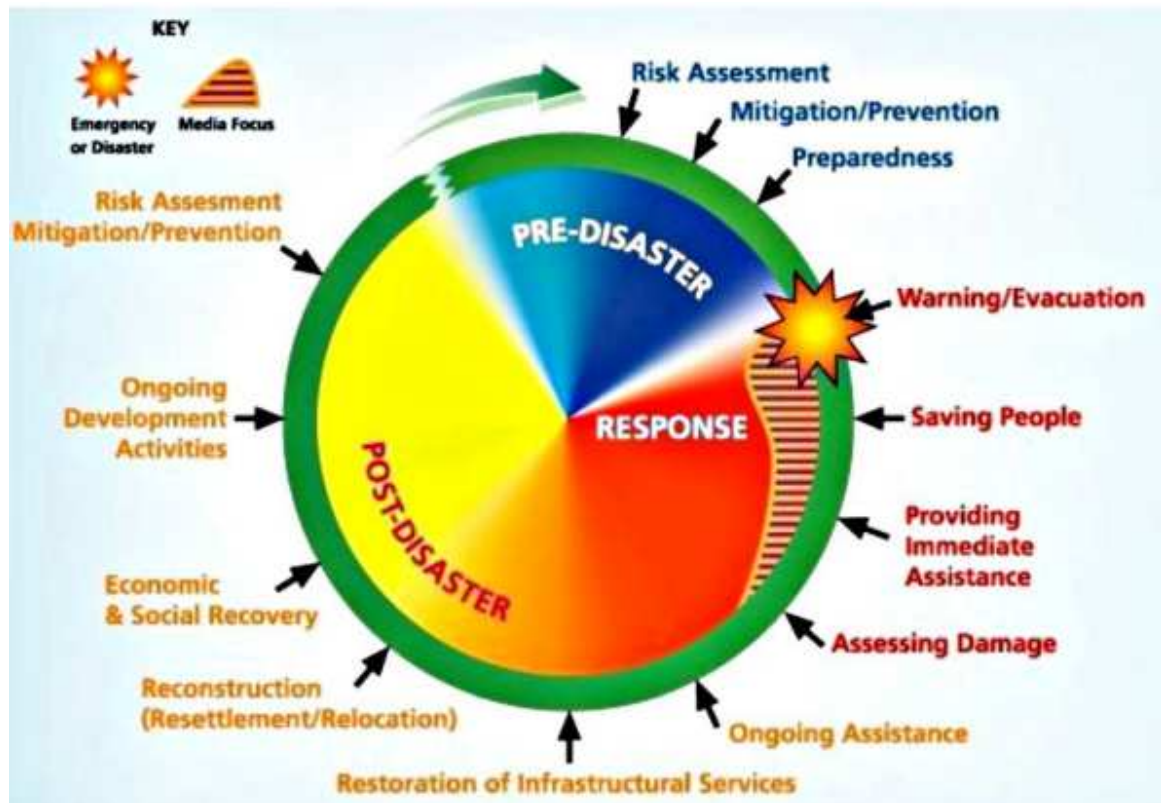 KEY
Emergency
or Disaster
Media Focus
Risk Assessment
Mitigation/Prevention
Preparedness
PRE-DISASTER
Warning/Evacuation
RESPONSE
Saving People
Providing
Immediate
Assistance
Assessing Damage
Ongoing Assistance
Restoration of Infrastructural Services
Reconstruction
(Resettlement/Relocation)
Economic
& Social Recovery
POST-DISASTER
Ongoing
Development
Activities
Risk Assesment
Mitigation/Prevention